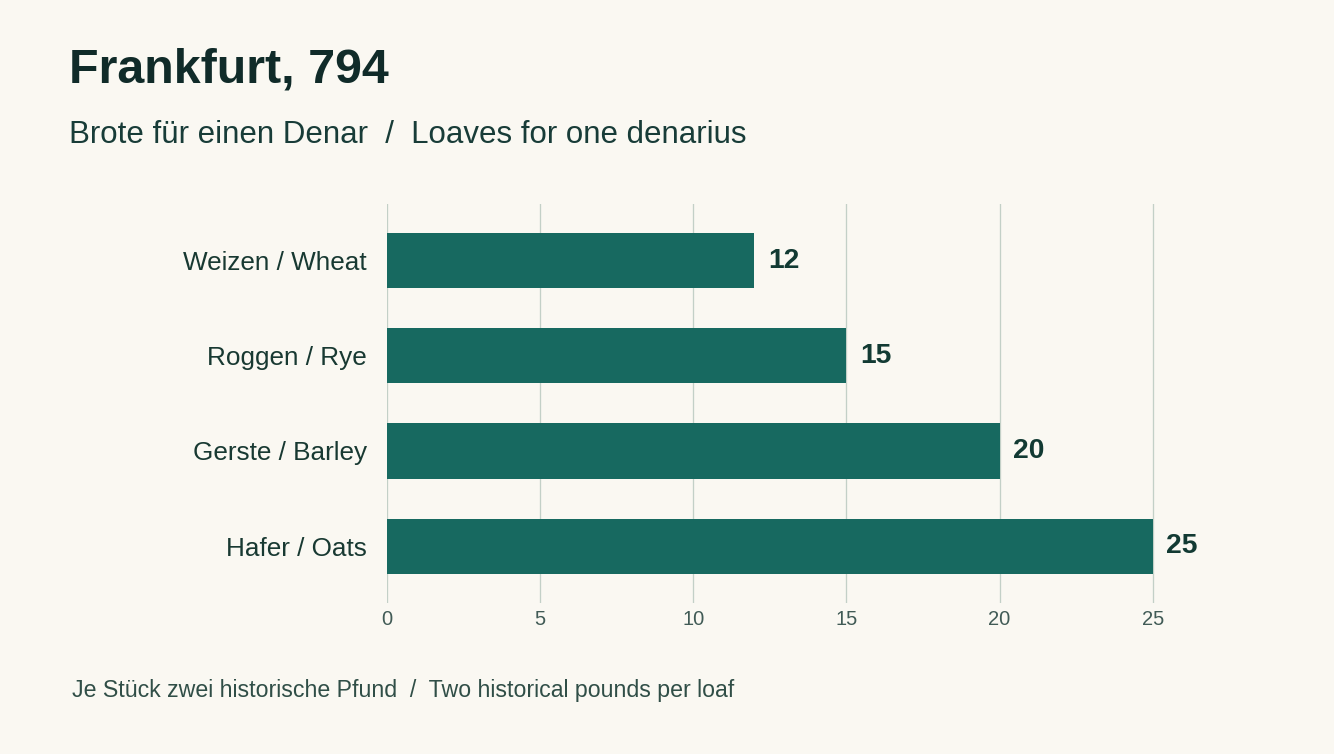 Frankfurt, 794
Brote für einen Denar / Loaves for one denarius
Weizen / Wheat 12
Roggen / Rye 15
Gerste / Barley 20
Hafer / Oats 25
0 5 10 15 20 25
Je Stück zwei historische Pfund / Two historical pounds per loaf